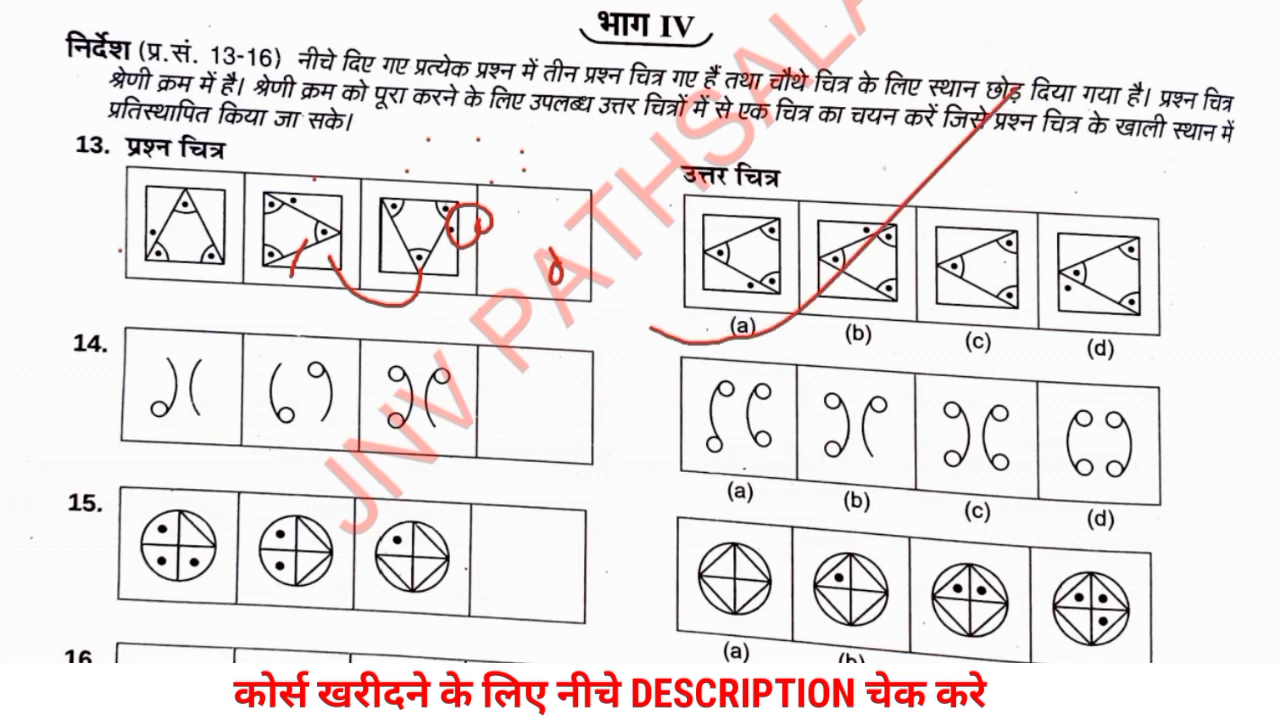 भाग IV
निर्देश (प्र.सं. 13-16) नीचे दिए गए प्रत्येक प्रश्न में तीन प्रश्न चित्र गए हैं तथा चौथे चित्र के लिए स्थान छोड़ दिया गया है। प्रश्न चित्र
श्रेणी क्रम में है। श्रेणी क्रम को पूरा करने के लिए उपलब्ध उत्तर चित्रों में से एक चित्र का चयन करें जिसे प्रश्न चित्र के खाली स्थान में
प्रतिस्थापित किया जा सके।
13. प्रश्न चित्र
उत्तर चित्र
(a) (b) (c) (d)
14.
(a) (b) (c) (d)
15.
(a) (b)
16
JNV PATHSALA
कोर्स खरीदने के लिए नीचे DESCRIPTION चेक करे